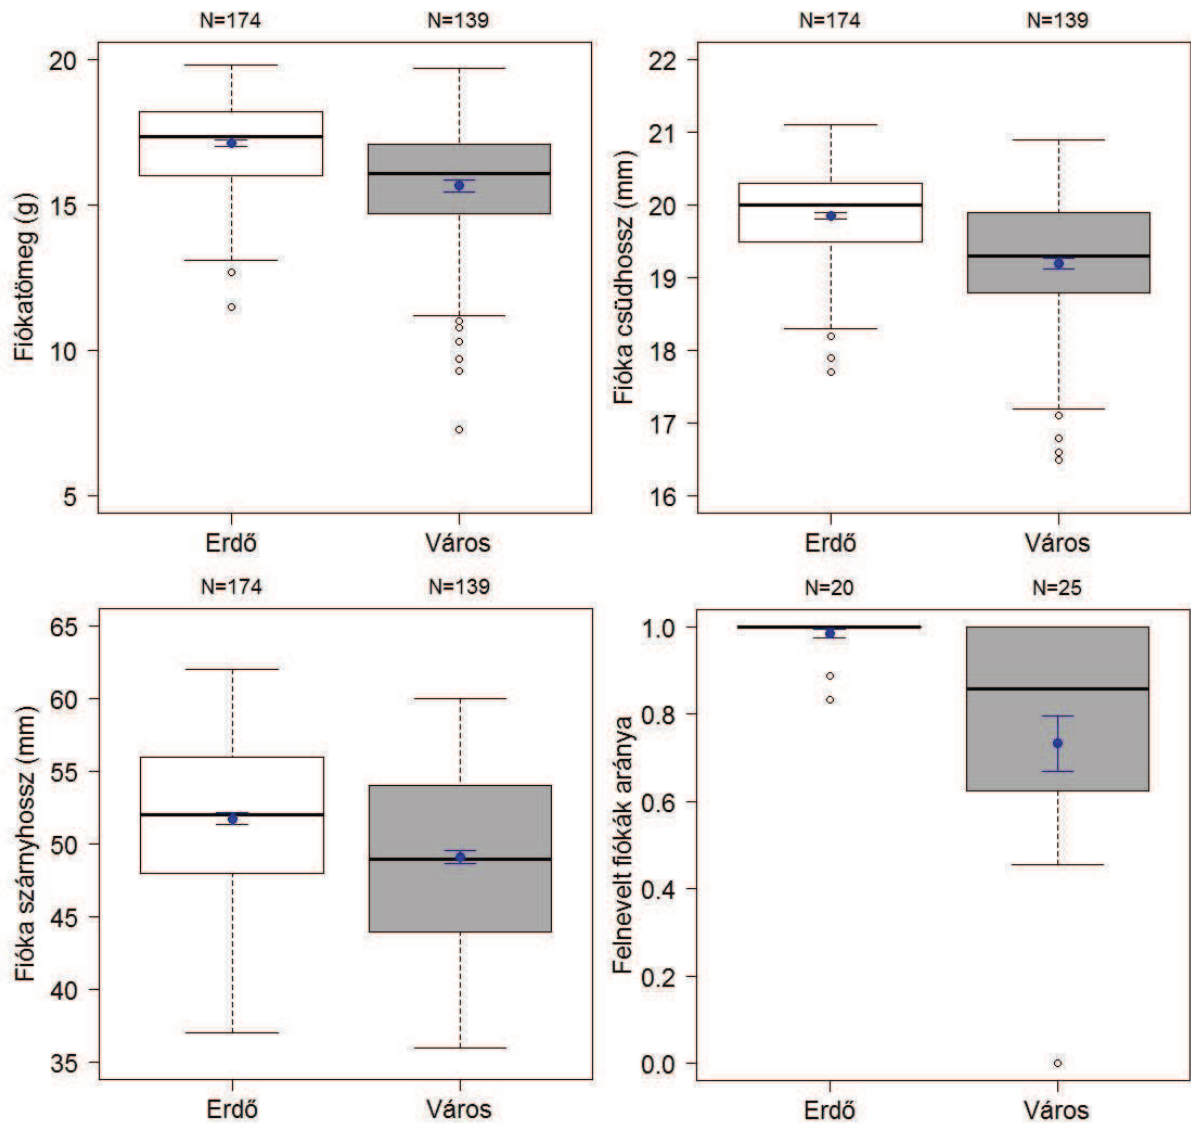 N=174 N=139
Fiókatömeg (g)
20
15
10
5
Erdő Város
N=174 N=139
Fióka csüdhossz (mm)
22
21
20
19
18
17
16
Erdő Város
N=174 N=139
Fióka szárnyhossz (mm)
65
60
55
50
45
40
35
Erdő Város
N=20 N=25
Felnevelt fiókák aránya
1.0
0.8
0.6
0.4
0.2
0.0
Erdő Város